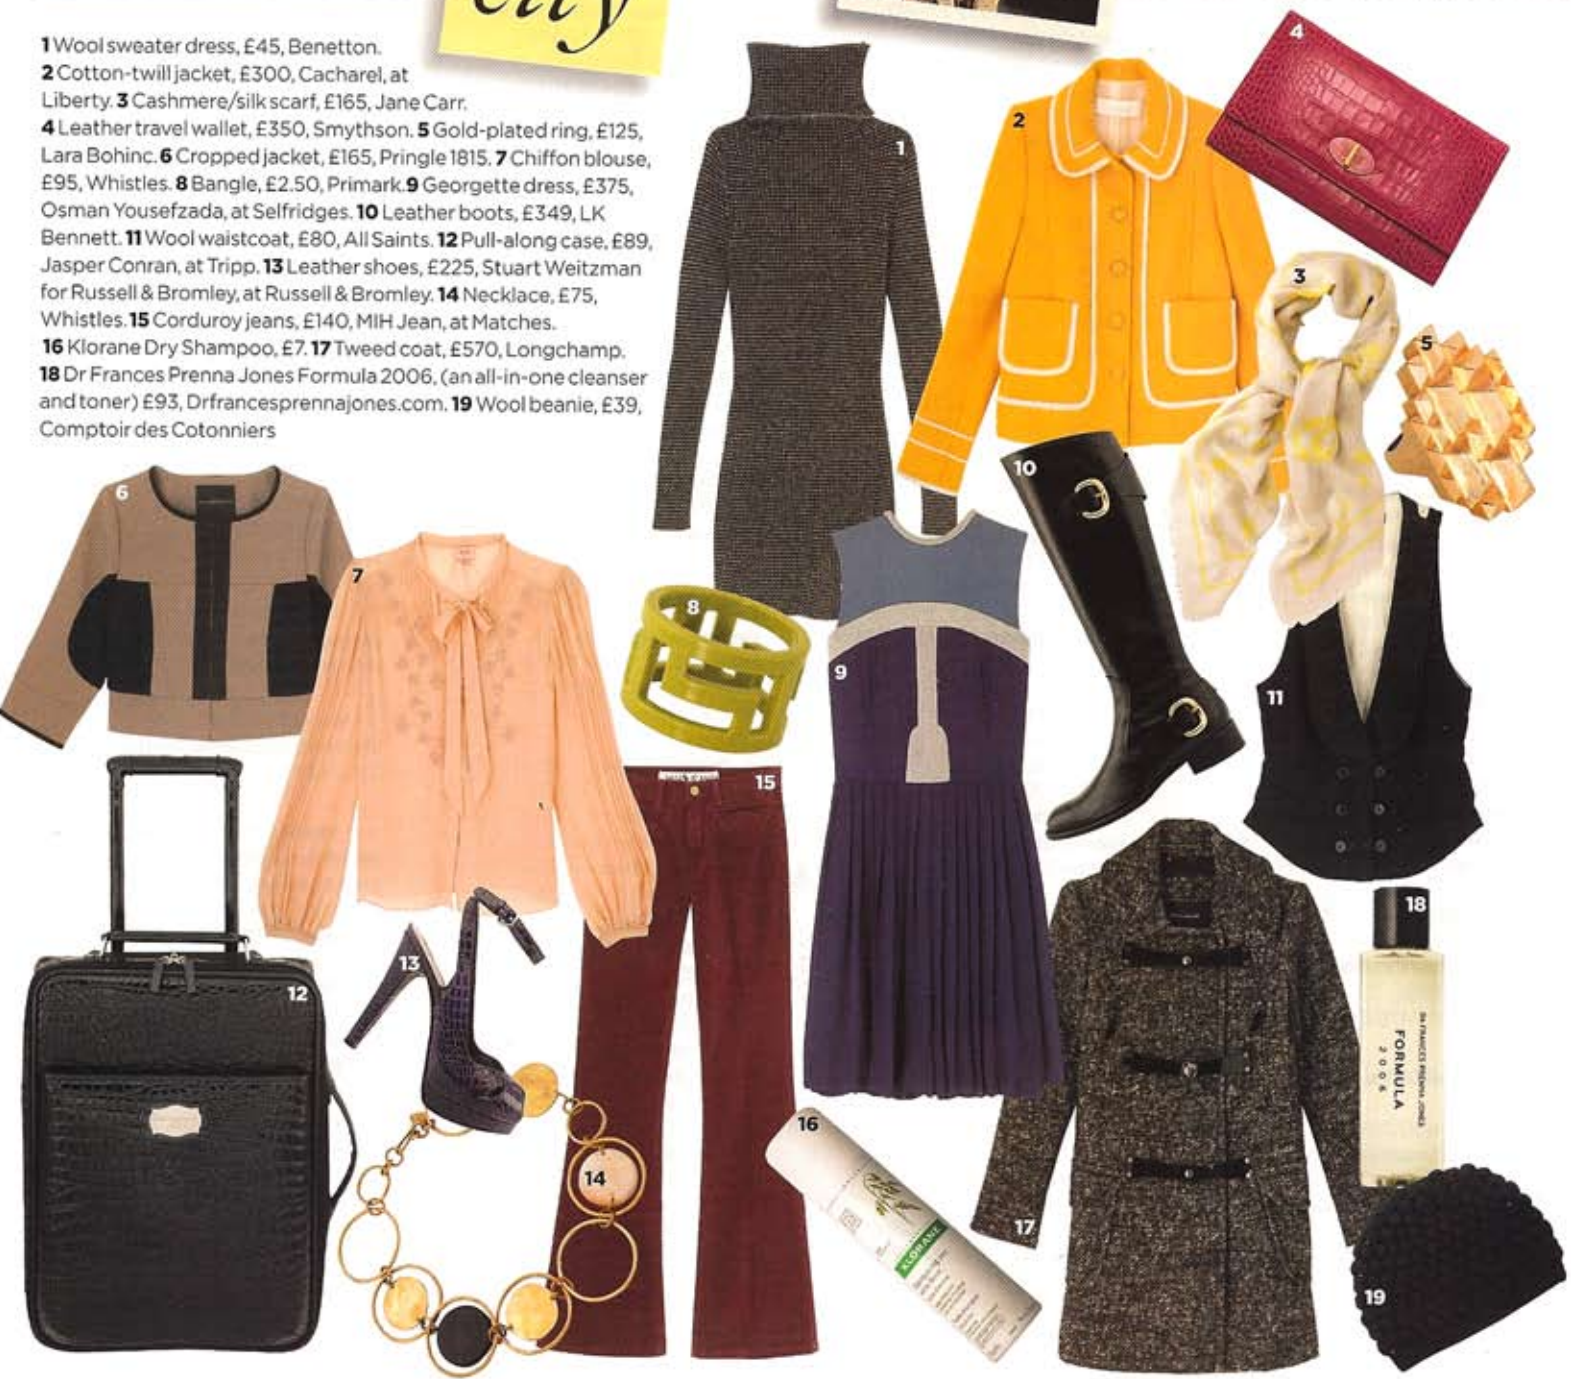 city
1 Wool sweater dress, £45, Benetton.
2 Cotton-twill jacket, £300, Cacharel, at
Liberty. 3 Cashmere/silk scarf, £165, Jane Carr.
4 Leather travel wallet, £350, Smythson. 5 Gold-plated ring, £125,
Lara Bohinc. 6 Cropped jacket, £165, Pringle 1815. 7 Chiffon blouse,
£95, Whistles. 8 Bangle, £2.50, Primark. 9 Georgette dress, £375,
Osman Yousefzada, at Selfridges. 10 Leather boots, £349, LK
Bennett. 11 Wool waistcoat, £80, All Saints. 12 Pull-along case, £89,
Jasper Conran, at Tripp. 13 Leather shoes, £225, Stuart Weitzman
for Russell & Bromley, at Russell & Bromley. 14 Necklace, £75,
Whistles. 15 Corduroy jeans, £140, MIH Jean, at Matches.
16 Klorane Dry Shampoo, £7. 17 Tweed coat, £570, Longchamp.
18 Dr Frances Prenna Jones Formula 2006, (an all-in-one cleanser
and toner) £93, Drfrancesprennajones.com. 19 Wool beanie, £39,
Comptoir des Cotonniers
4
2
1
3
5
10
6
7
8
9
11
15
18
13
12
DR FRANCES PRENNA JONES
FORMULA
2006
16
14
KLORANE
17
19